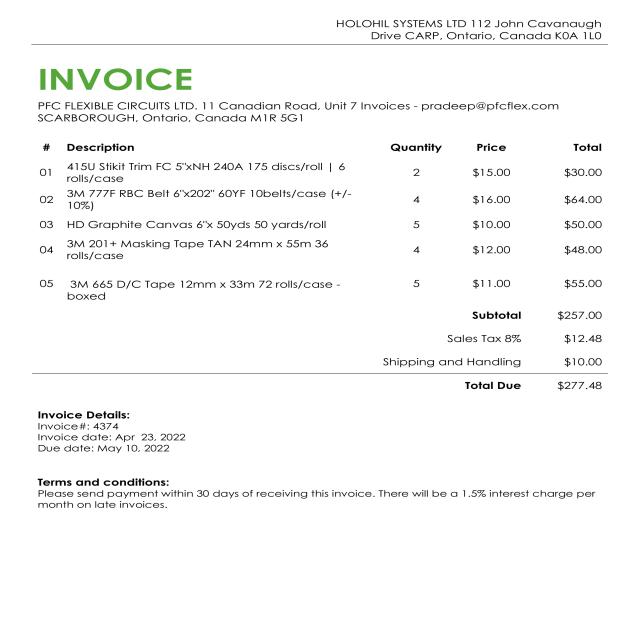 HOLOHIL SYSTEMS LTD 112 John Cavanaugh
Drive CARP, Ontario, Canada K0A 1L0
INVOICE
PFC FLEXIBLE CIRCUITS LTD. 11 Canadian Road, Unit 7 Invoices - pradeep@pfcflex.com
SCARBOROUGH, Ontario, Canada M1R 5G1
# Description Quantity Price Total
01 415U Stikit Trim FC 5"xNH 240A 175 discs/roll | 6 rolls/case 2 $15.00 $30.00
02 3M 777F RBC Belt 6"x202" 60YF 10belts/case (+/- 10%) 4 $16.00 $64.00
03 HD Graphite Canvas 6"x 50yds 50 yards/roll 5 $10.00 $50.00
04 3M 201+ Masking Tape TAN 24mm x 55m 36 rolls/case 4 $12.00 $48.00
05 3M 665 D/C Tape 12mm x 33m 72 rolls/case - boxed 5 $11.00 $55.00
Subtotal $257.00
Sales Tax 8% $12.48
Shipping and Handling $10.00
Total Due $277.48
Invoice Details:
Invoice#: 4374
Invoice date: Apr 23, 2022
Due date: May 10, 2022
Terms and conditions:
Please send payment within 30 days of receiving this invoice. There will be a 1.5% interest charge per
month on late invoices.